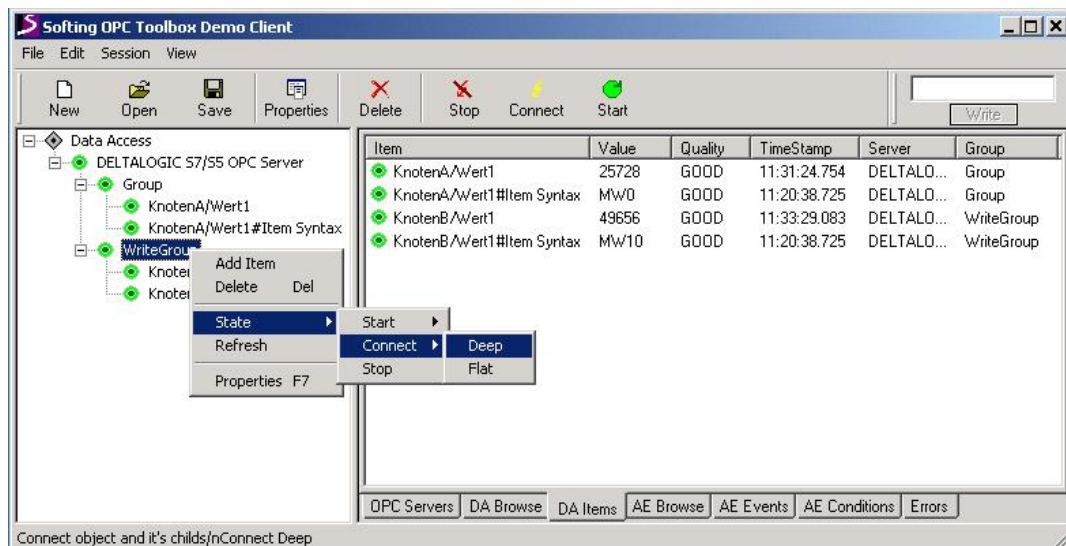 Softing OPC Toolbox Demo Client
File Edit Session View
New Open Save Properties Delete Stop Connect Start Write
Data Access
DELTALOGIC S7/S5 OPC Server
Group
KnotenA/Wert1
KnotenA/Wert1#Item Syntax
WriteGrou
Knoten
Knoten
Add Item
Delete Del
State
Refresh
Properties F7
Start
Connect
Stop
Deep
Flat
Item Value Quality TimeStamp Server Group
KnotenA/Wert1 25728 GOOD 11:31:24.754 DELTALO... Group
KnotenA/Wert1#Item Syntax MW0 GOOD 11:20:38.725 DELTALO... Group
KnotenB/Wert1 49656 GOOD 11:33:29.083 DELTALO... WriteGroup
KnotenB/Wert1#Item Syntax MW10 GOOD 11:20:38.725 DELTALO... WriteGroup
OPC Servers DA Browse DA Items AE Browse AE Events AE Conditions Errors
Connect object and it's childs/nConnect Deep